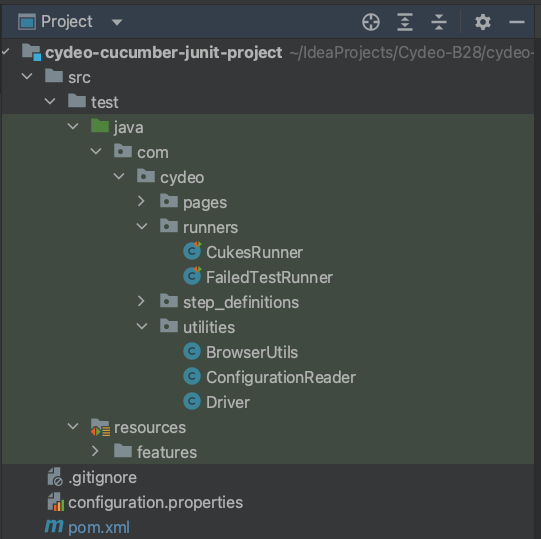 Project
cydeo-cucumber-junit-project ~/IdeaProjects/Cydeo-B28/cydeo-
src
test
java
com
cydeo
pages
runners
CukesRunner
FailedTestRunner
step_definitions
utilities
BrowserUtils
ConfigurationReader
Driver
resources
features
.gitignore
configuration.properties
pom.xml